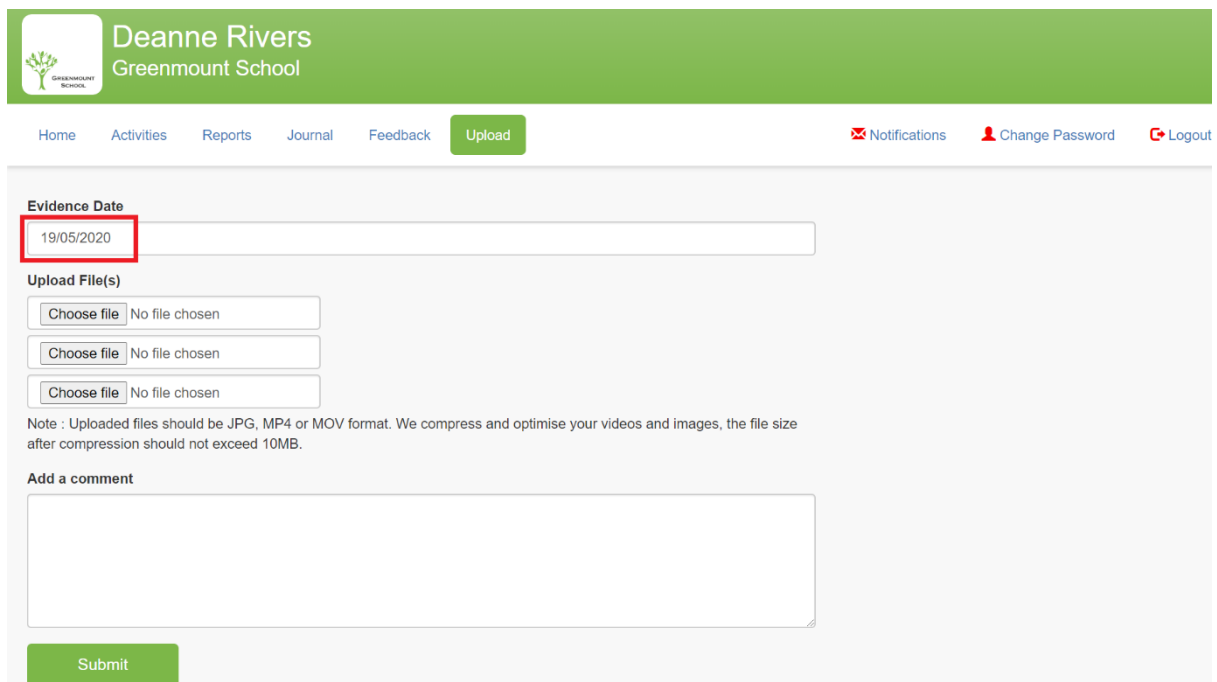 Deanne Rivers
Greenmount School
GREENMOUNT
SCHOOL
Home Activities Reports Journal Feedback Upload Notifications Change Password Logout
Evidence Date
19/05/2020
Upload File(s)
Choose file No file chosen
Choose file No file chosen
Choose file No file chosen
Note : Uploaded files should be JPG, MP4 or MOV format. We compress and optimise your videos and images, the file size
after compression should not exceed 10MB.
Add a comment
Submit